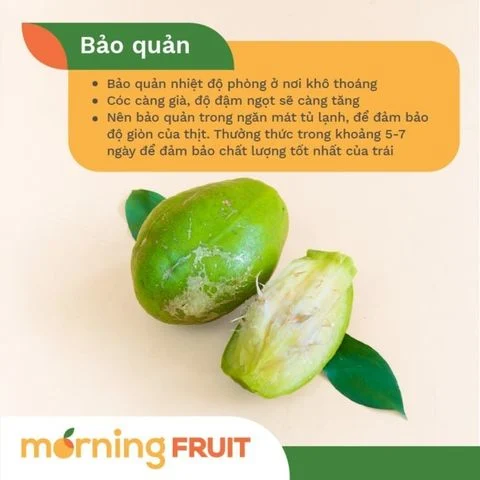 Bảo quản
Bảo quản nhiệt độ phòng ở nơi khô thoáng
Cóc càng già, độ đậm ngọt sẽ càng tăng
Nên bảo quản trong ngăn mát tủ lạnh, để đảm bảo
độ giòn của thịt. Thưởng thức trong khoảng 5-7
ngày để đảm bảo chất lượng tốt nhất của trái
morning FRUIT